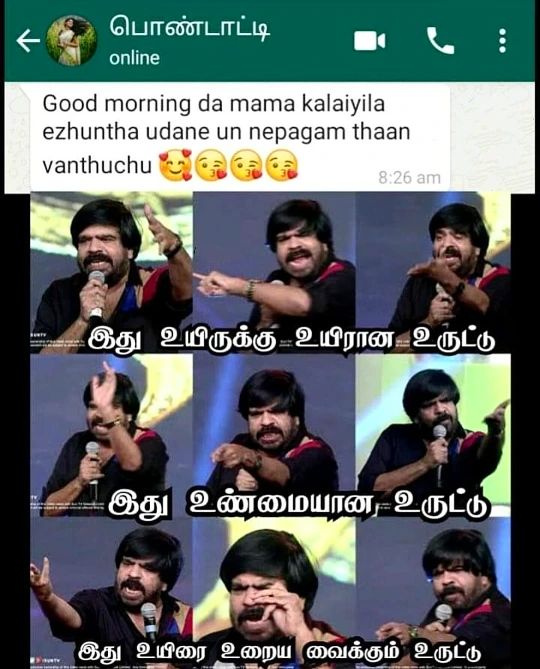 பொண்டாட்டி
online
Good morning da mama kalaiyila
ezhuntha udane un nepagam thaan
vanthuchu 🥰😘😘😘
8:26 am
இது உயிருக்கு உயிரான உருட்டு
இது உண்மையான உருட்டு
இது உயிரை உறைய வைக்கும் உருட்டு